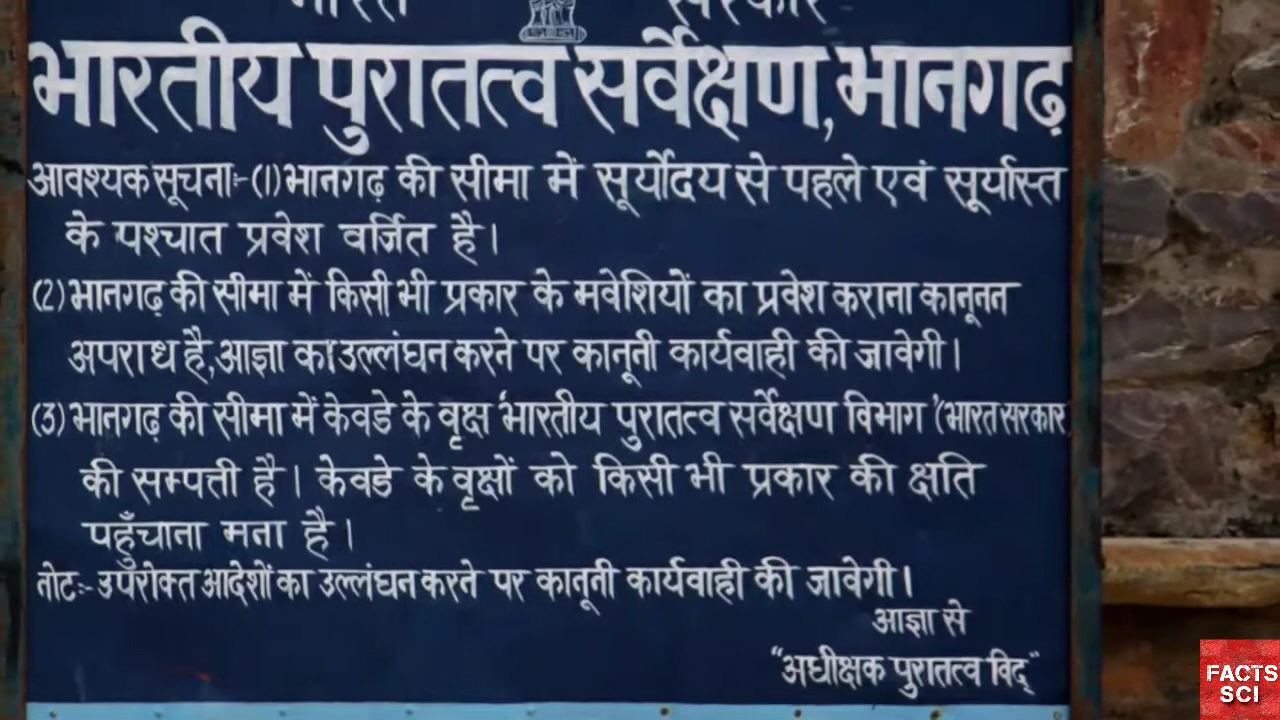 भारत सरकार
भारतीय पुरातत्व सर्वेक्षण, भानगढ़
आवश्यक सूचनाः-(1) भानगढ़ की सीमा में सूर्योदय से पहले एवं सूर्यास्त
के पश्चात प्रवेश वर्जित है।
(2) भानगढ़ की सीमा में किसी भी प्रकार के मवेशियों का प्रवेश कराना कानूनन
अपराध है, आज्ञा का उल्लंघन करने पर कानूनी कार्यवाही की जावेगी।
(3) भानगढ़ की सीमा में केवडे के वृक्ष 'भारतीय पुरातत्व सर्वेक्षण विभाग' (भारत सरकार)
की सम्पत्ती है। केवडे के वृक्षों को किसी भी प्रकार की क्षति
पहुँचाना मना है।
नोटः- उपरोक्त आदेशों का उल्लंघन करने पर कानूनी कार्यवाही की जावेगी।
आज्ञा से
"अधीक्षक पुरातत्व विद्"
FACTS
SCI